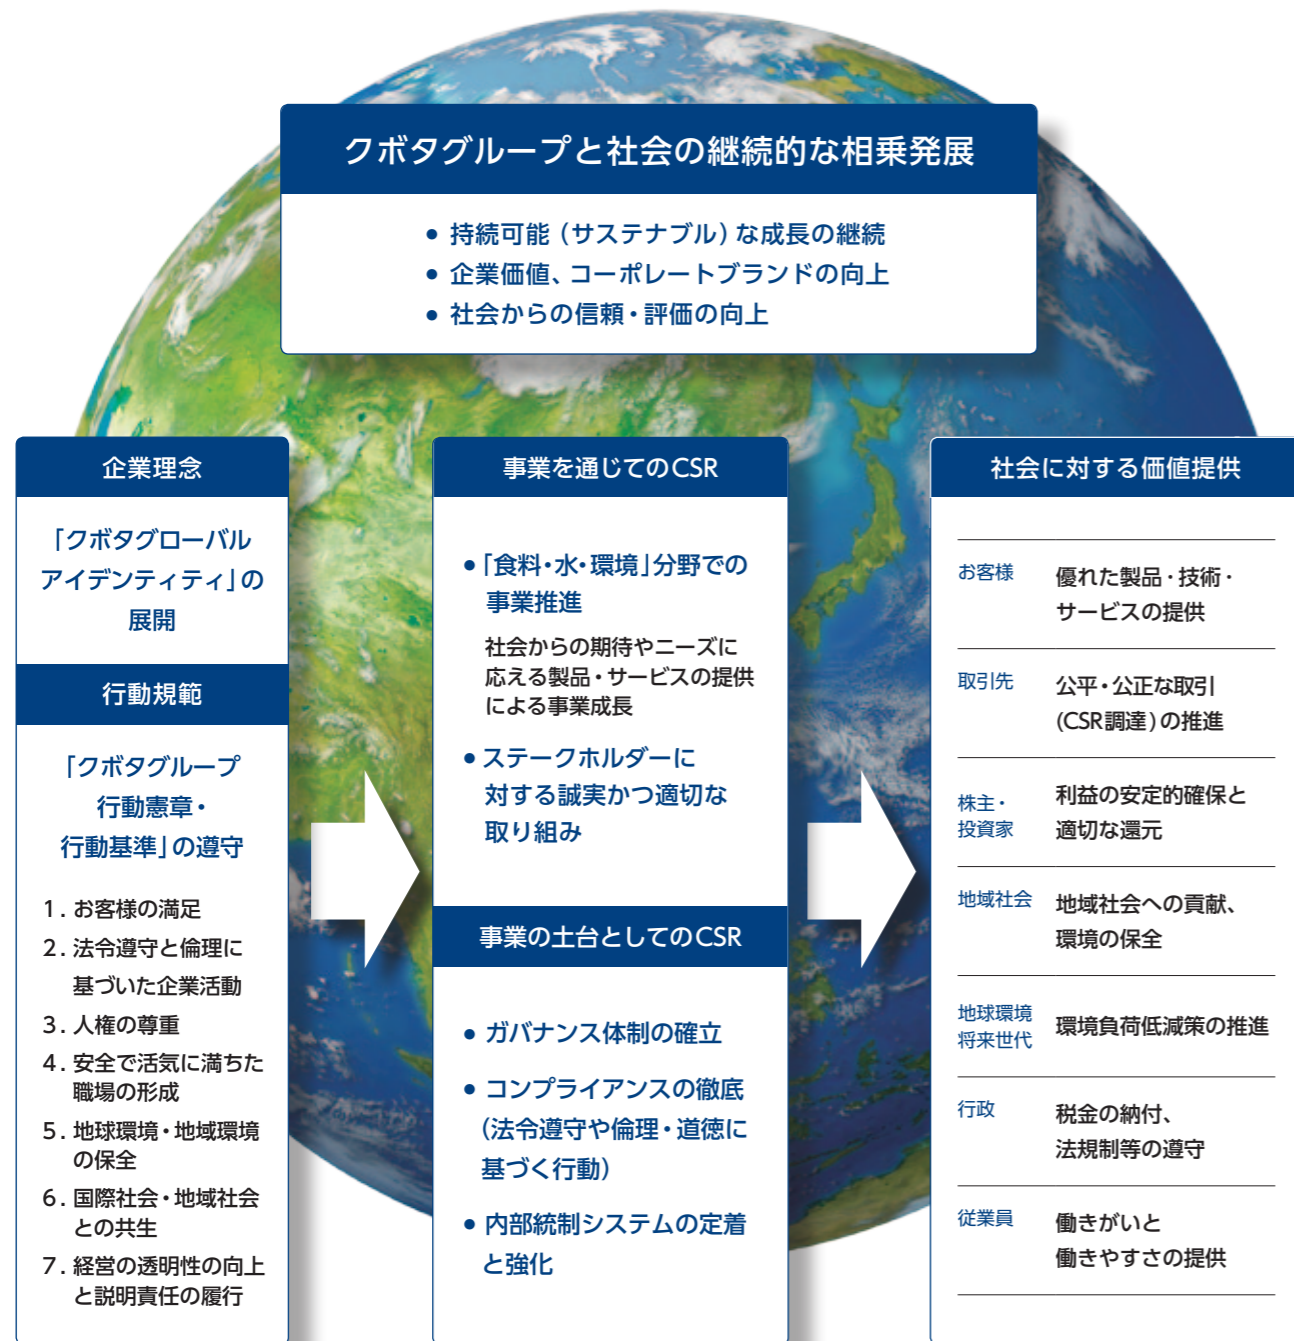 クボタグループと社会の継続的な相乗発展
● 持続可能（サステナブル）な成長の継続
● 企業価値、コーポレートブランドの向上
● 社会からの信頼・評価の向上
企業理念
「クボタグローバル
アイデンティティ」の
展開
行動規範
「クボタグループ
行動憲章・
行動基準」の遵守
1. お客様の満足
2. 法令遵守と倫理に
基づいた企業活動
3. 人権の尊重
4. 安全で活気に満ちた
職場の形成
5. 地球環境・地域環境
の保全
6. 国際社会・地域社会
との共生
7. 経営の透明性の向上
と説明責任の履行
事業を通じてのCSR
●「食料・水・環境」分野での
事業推進
社会からの期待やニーズに
応える製品・サービスの提供
による事業成長
● ステークホルダーに
対する誠実かつ適切な
取り組み
事業の土台としてのCSR
● ガバナンス体制の確立
● コンプライアンスの徹底
（法令遵守や倫理・道徳に
基づく行動）
● 内部統制システムの定着
と強化
社会に対する価値提供
お客様 優れた製品・技術・
サービスの提供
取引先 公平・公正な取引
(CSR調達)の推進
株主・ 利益の安定的確保と
投資家 適切な還元
地域社会 地域社会への貢献、
環境の保全
地球環境
将来世代 環境負荷低減策の推進
行政 税金の納付、
法規制等の遵守
従業員 働きがいと
働きやすさの提供